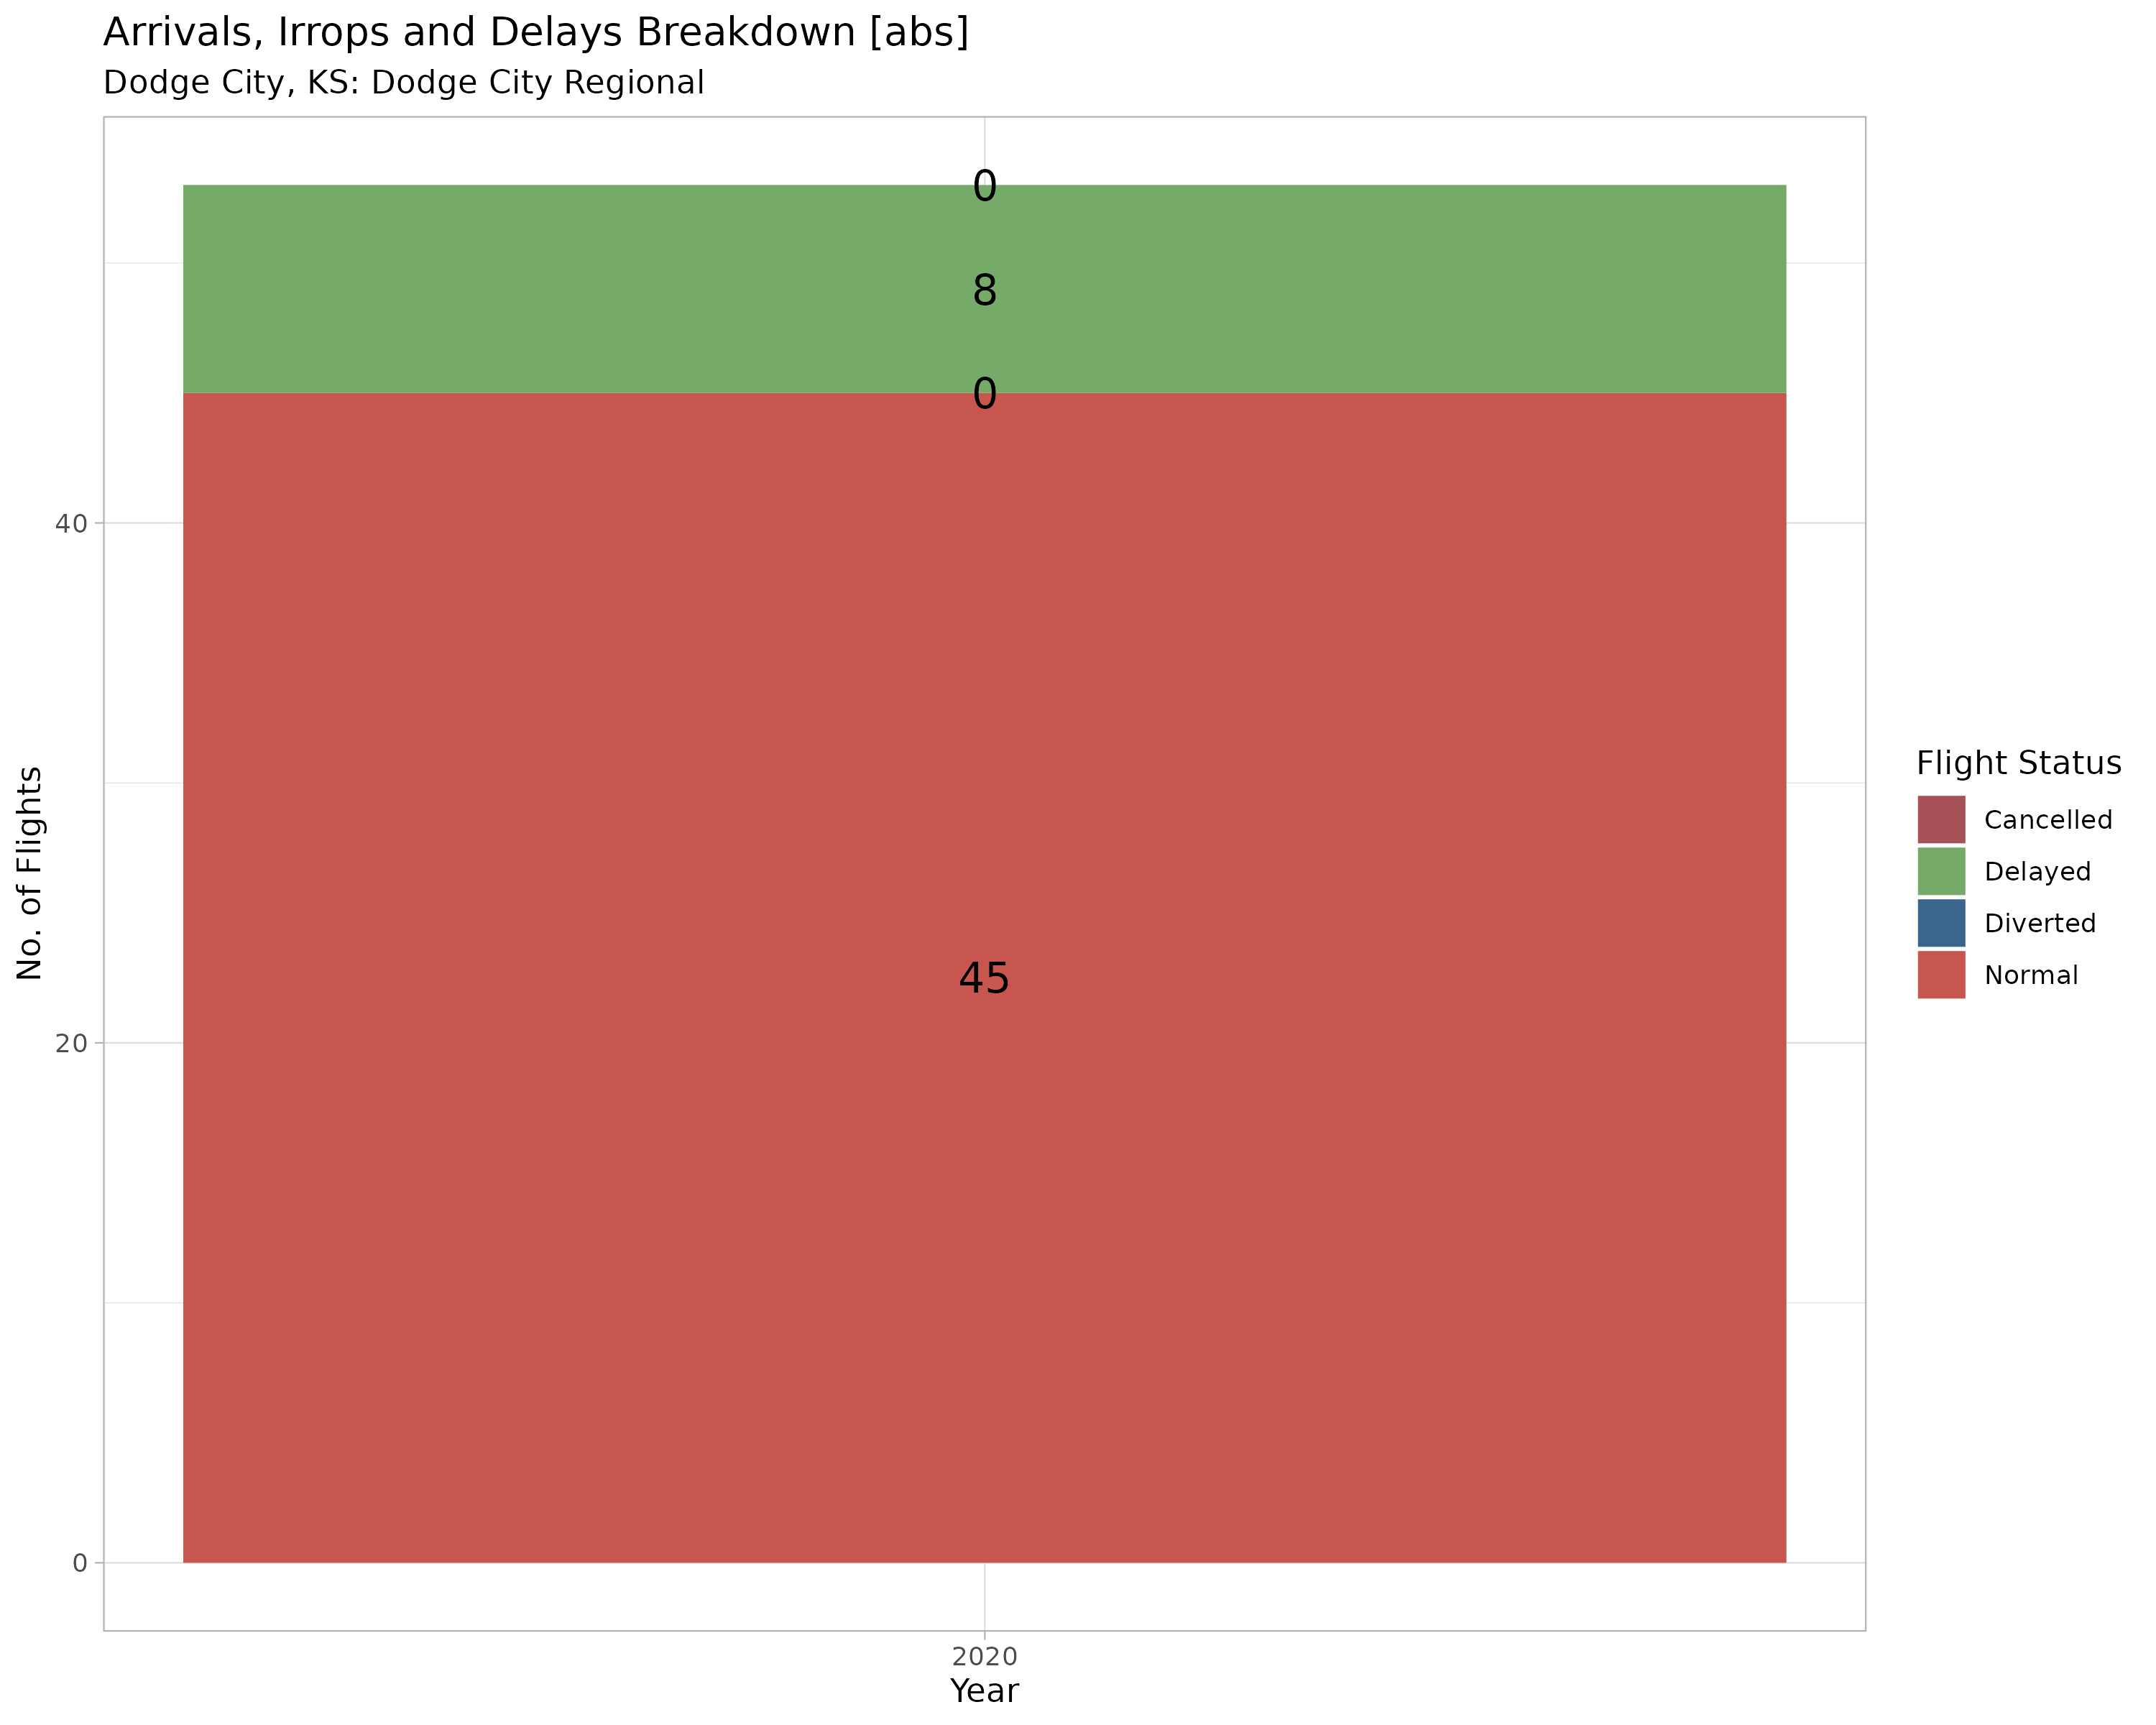 Arrivals, Irrops and Delays Breakdown [abs]
Dodge City, KS: Dodge City Regional
0
8
0
45
40
20
0
No. of Flights
2020
Year
Flight Status
Cancelled
Delayed
Diverted
Normal